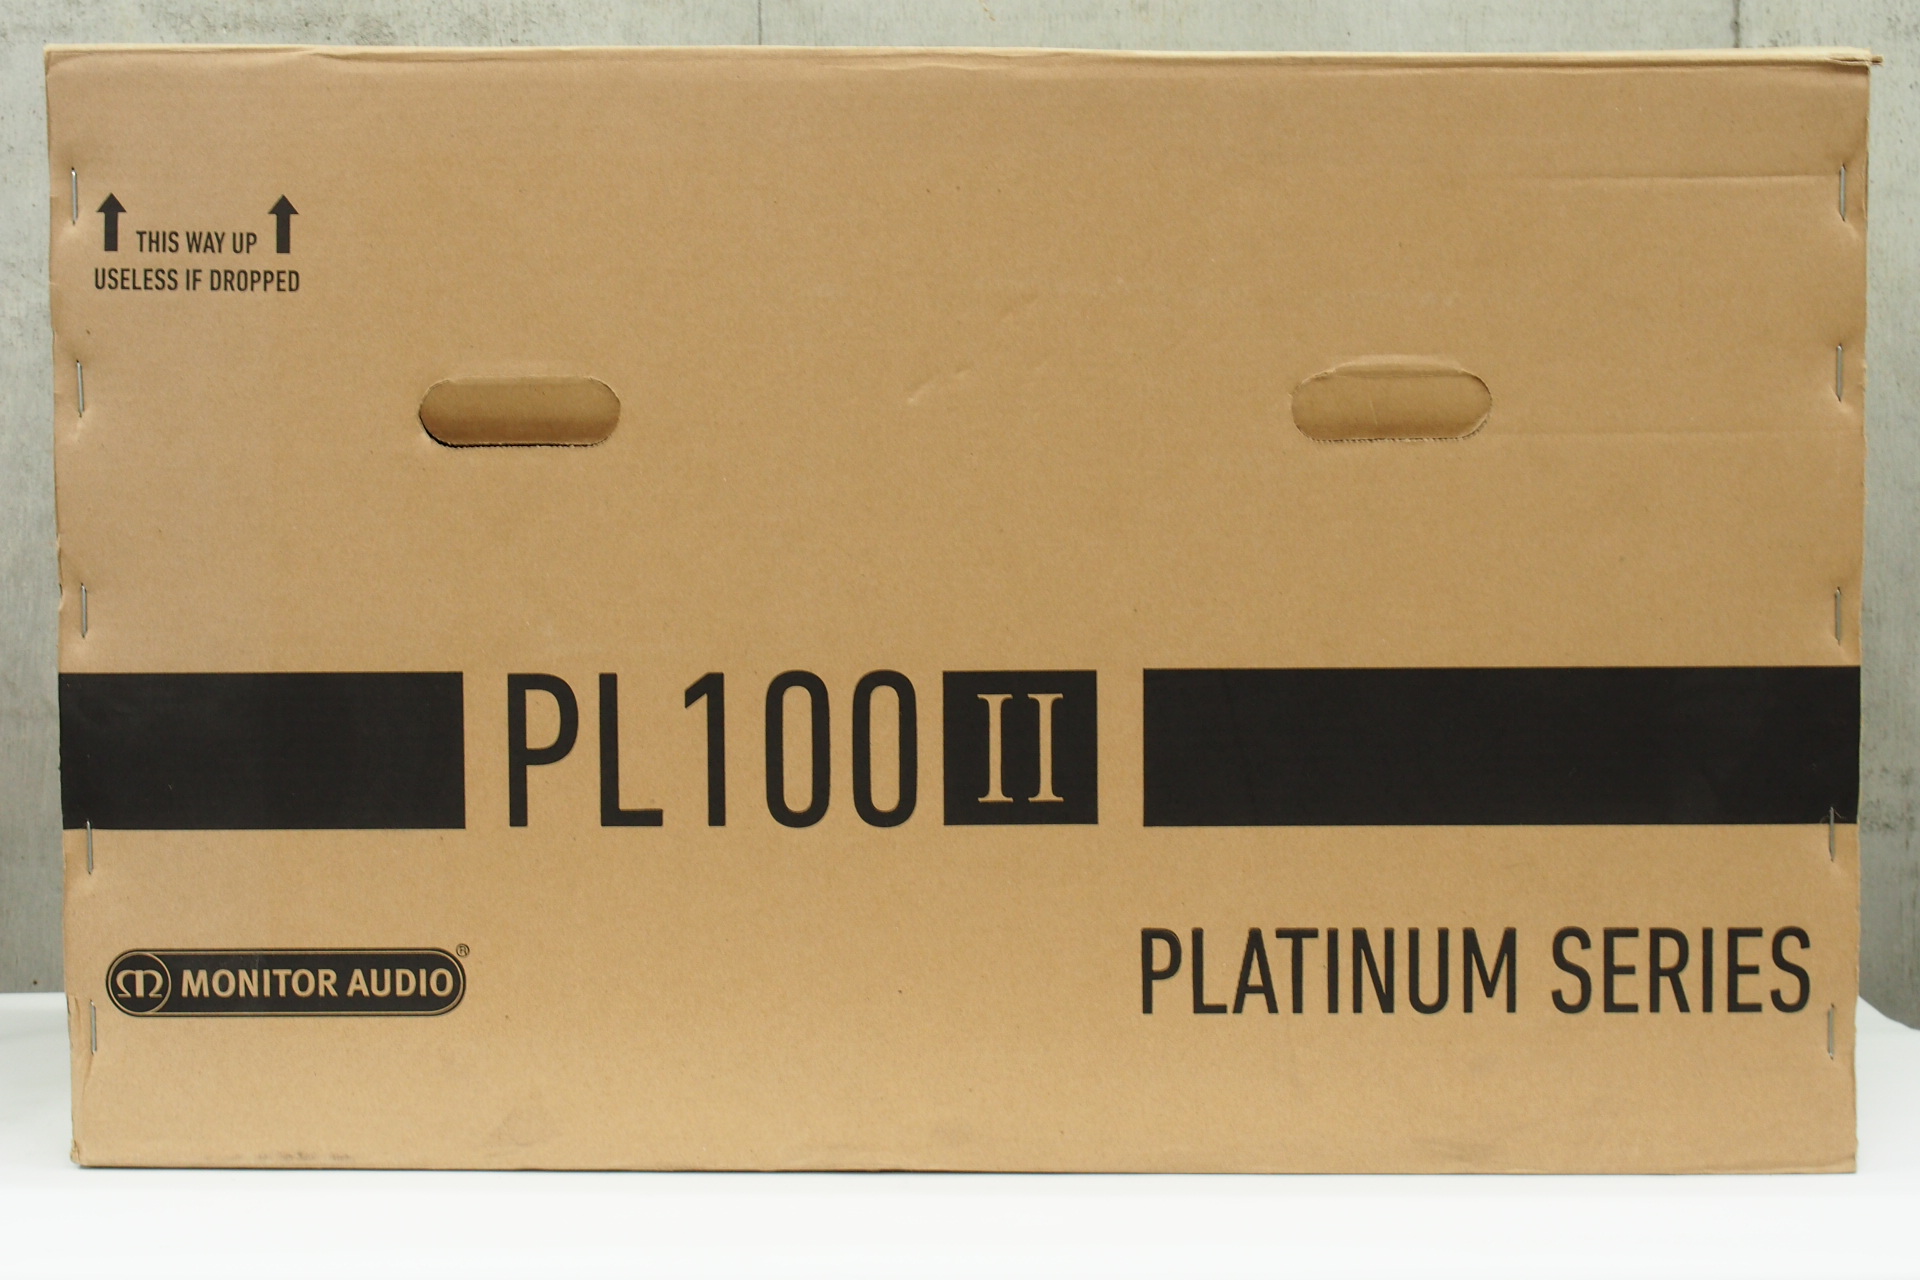 THIS WAY UP
USELESS IF DROPPED
PL100 II
MONITOR AUDIO®
PLATINUM SERIES